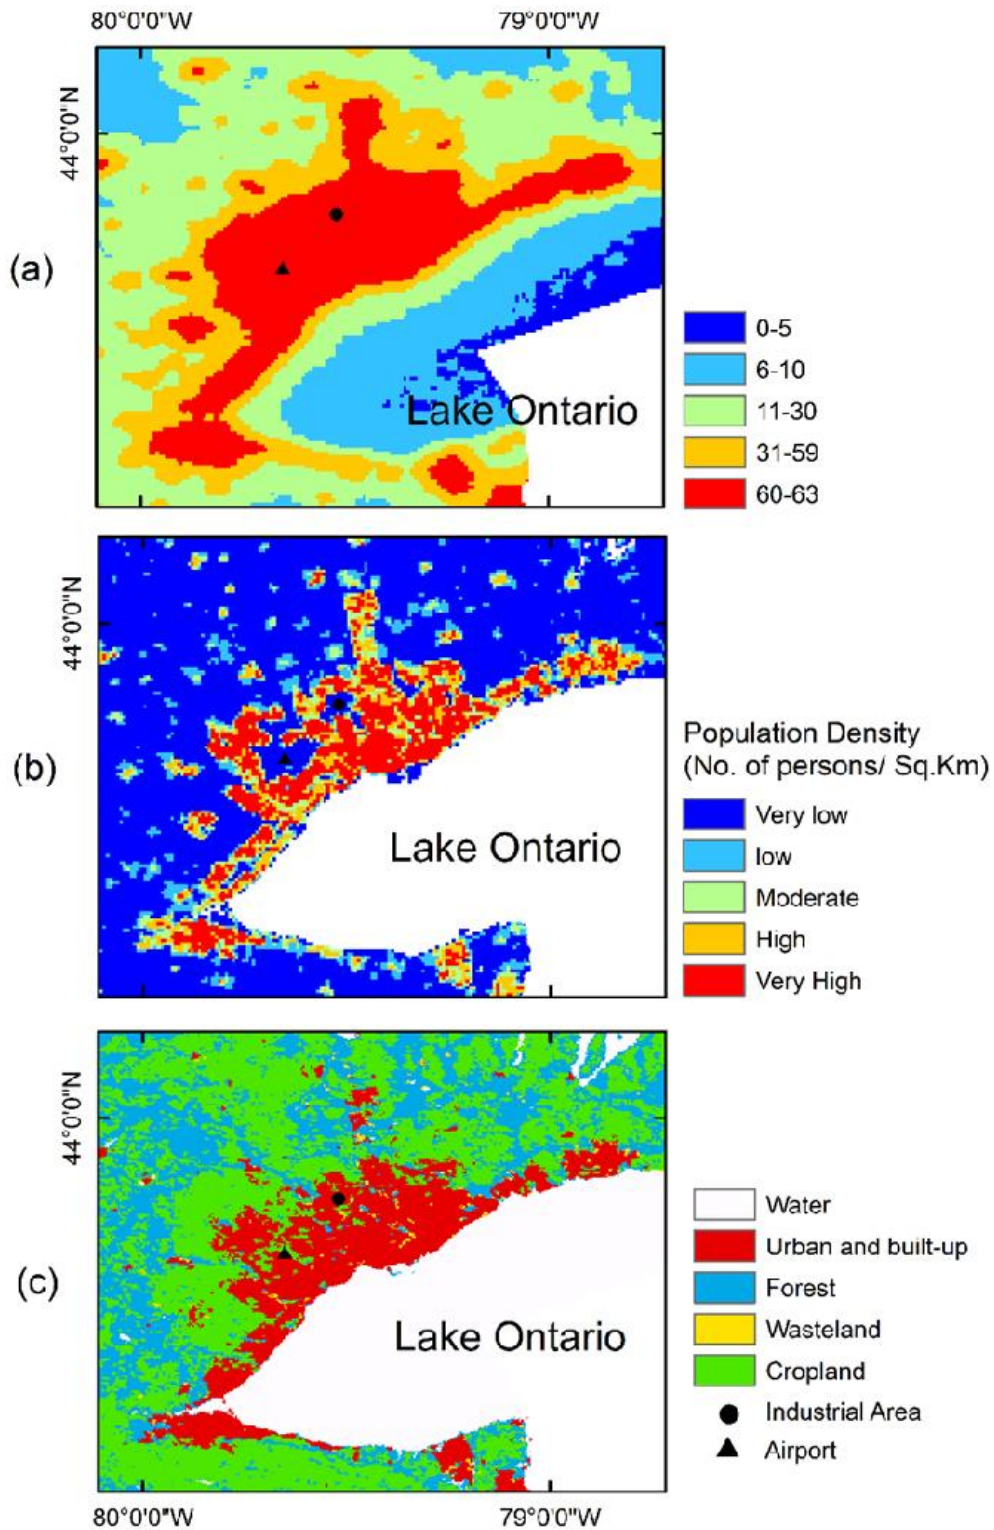 80°0'0"W 79°0'0"W
44°0'0"N
(a)
0-5
6-10
11-30
31-59
60-63
Lake Ontario
44°0'0"N
(b)
Lake Ontario
Population Density
(No. of persons/ Sq.Km)
Very low
low
Moderate
High
Very High
44°0'0"N
(c)
Lake Ontario
Water
Urban and built-up
Forest
Wasteland
Cropland
Industrial Area
Airport
80°0'0"W 79°0'0"W